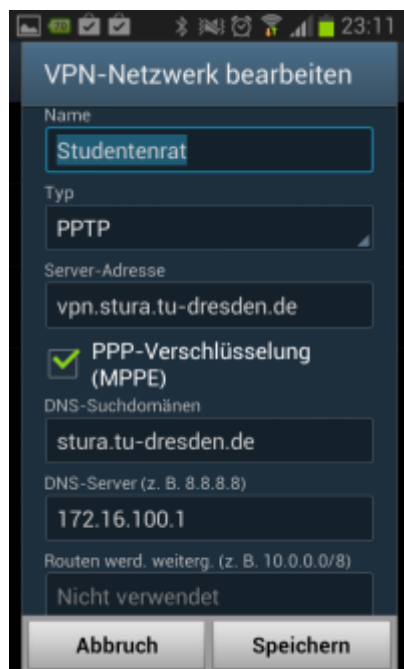 70 23:11
VPN-Netzwerk bearbeiten
Name
Studentenrat
Typ
PPTP
Server-Adresse
vpn.stura.tu-dresden.de
PPP-Verschlüsselung
(MPPE)
DNS-Suchdomänen
stura.tu-dresden.de
DNS-Server (z. B. 8.8.8.8)
172.16.100.1
Routen werd. weiterg. (z. B. 10.0.0.0/8)
Nicht verwendet
Abbruch Speichern